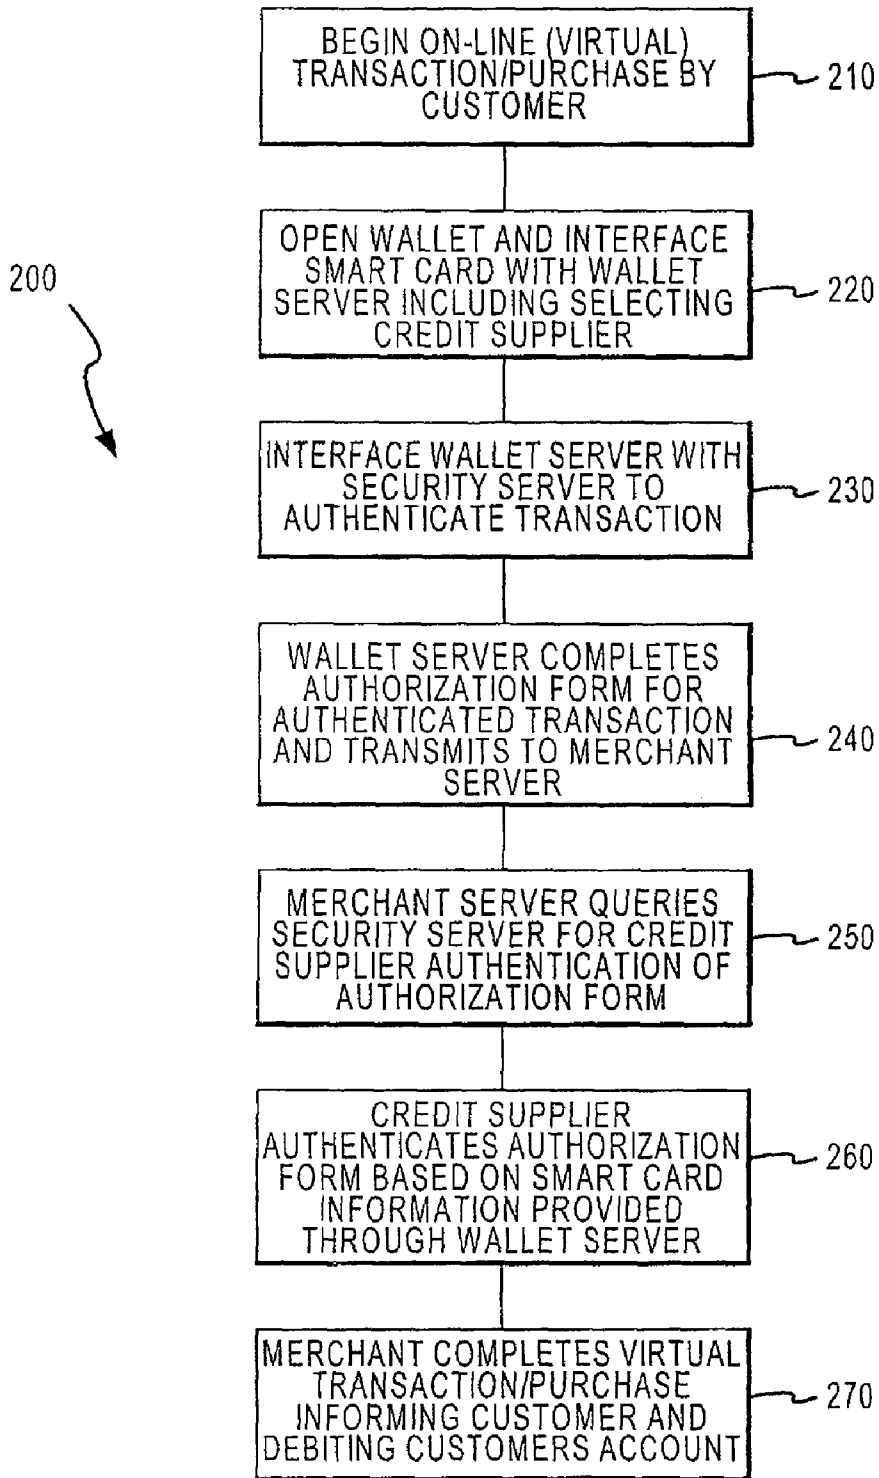 BEGIN ON-LINE (VIRTUAL)
TRANSACTION/PURCHASE BY
CUSTOMER
210
OPEN WALLET AND INTERFACE
SMART CARD WITH WALLET
SERVER INCLUDING SELECTING
CREDIT SUPPLIER
220
200
INTERFACE WALLET SERVER WITH
SECURITY SERVER TO
AUTHENTICATE TRANSACTION
230
WALLET SERVER COMPLETES
AUTHORIZATION FORM FOR
AUTHENTICATED TRANSACTION
AND TRANSMITS TO MERCHANT
SERVER
240
MERCHANT SERVER QUERIES
SECURITY SERVER FOR CREDIT
SUPPLIER AUTHENTICATION OF
AUTHORIZATION FORM
250
CREDIT SUPPLIER
AUTHENTICATES AUTHORIZATION
FORM BASED ON SMART CARD
INFORMATION PROVIDED
THROUGH WALLET SERVER
260
MERCHANT COMPLETES VIRTUAL
TRANSACTION/PURCHASE
INFORMING CUSTOMER AND
DEBITING CUSTOMERS ACCOUNT
270